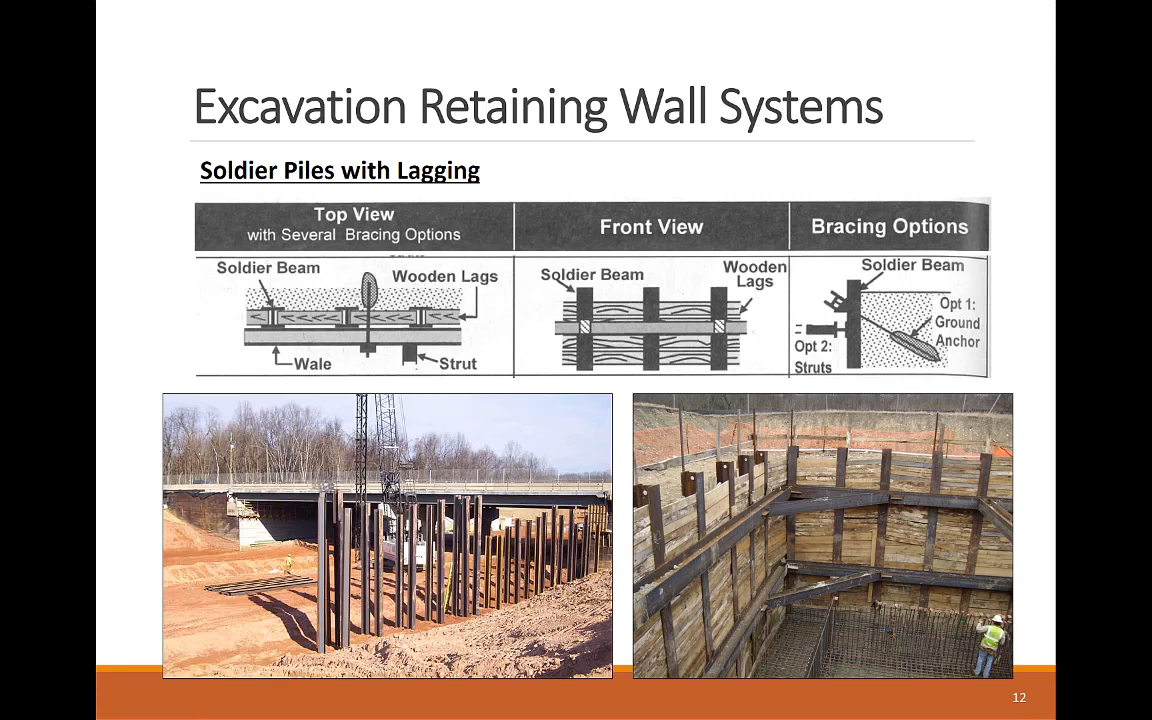 Excavation Retaining Wall Systems
Soldier Piles with Lagging
Top View
with Several Bracing Options
Front View
Bracing Options
Soldier Beam
Wooden Lags
Wale
Strut
Soldier Beam
Wooden
Lags
Soldier Beam
Opt 1:
Ground
Anchor
Opt 2:
Struts
12